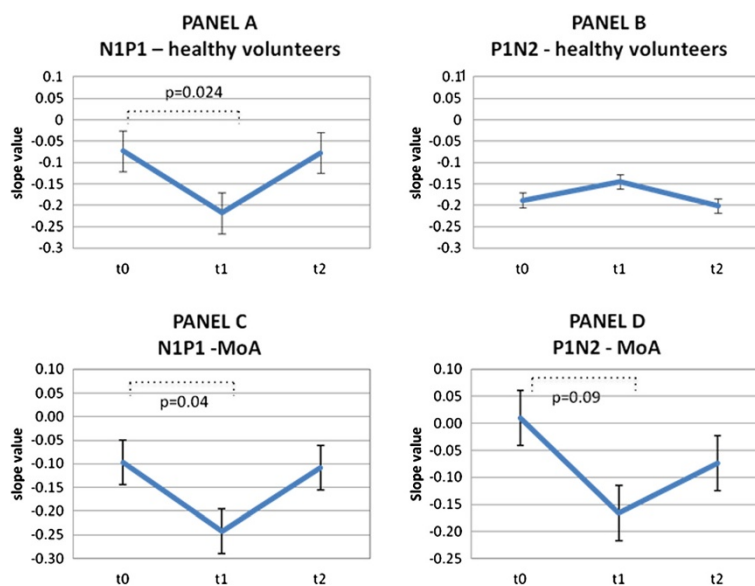 PANEL A
N1P1 – healthy volunteers
0.1
0.05
0
-0.05
-0.1
-0.15
-0.2
-0.25
-0.3
slope value
p=0.024
t0 t1 t2
PANEL B
P1N2 - healthy volunteers
0.1
0.05
0
-0.05
-0.1
-0.15
-0.2
-0.25
-0.3
slope value
t0 t1 t2
PANEL C
N1P1 -MoA
0.10
0.05
0.00
-0.05
-0.10
-0.15
-0.20
-0.25
-0.30
slope value
p=0.04
t0 t1 t2
PANEL D
P1N2 - MoA
0.10
0.05
0.00
-0.05
-0.10
-0.15
-0.20
-0.25
slope value
p=0.09
t0 t1 t2